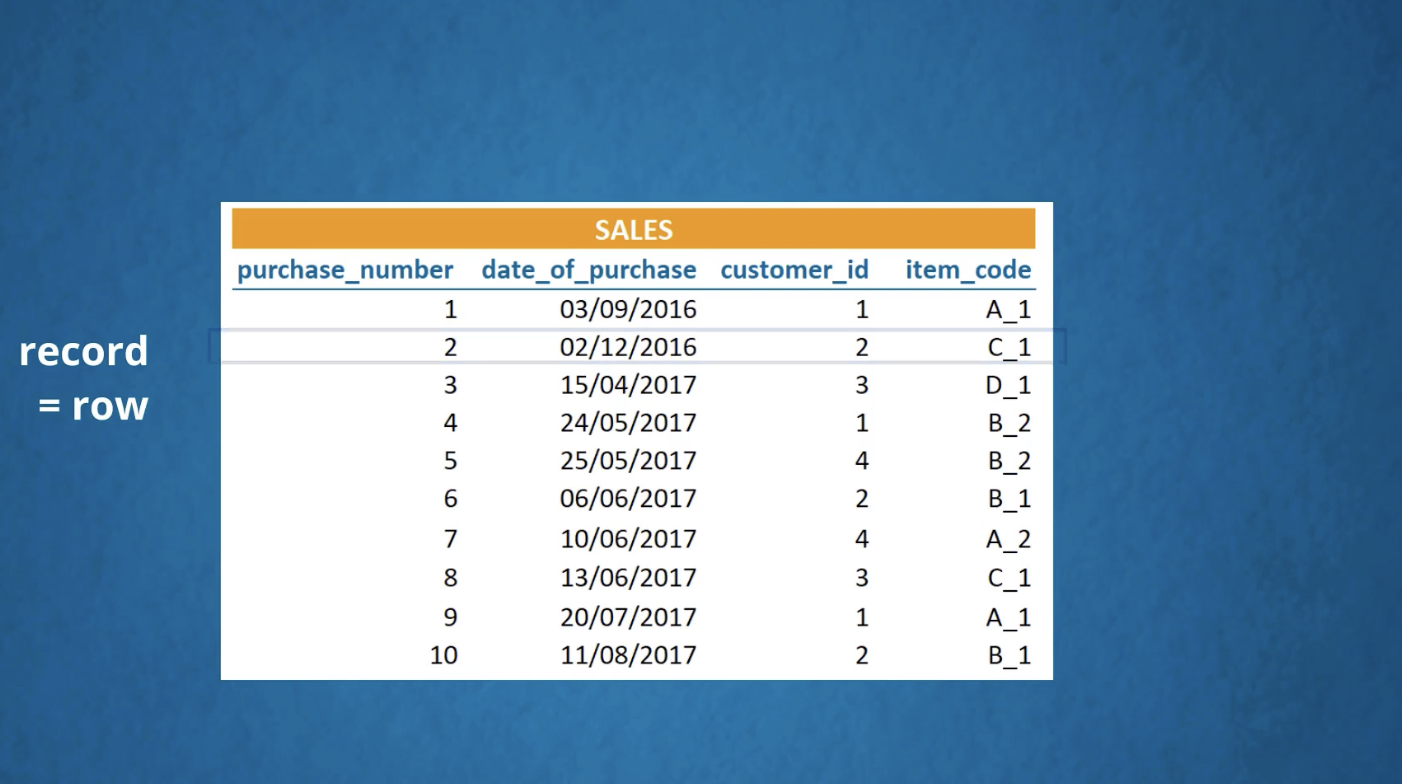 SALES
purchase_number date_of_purchase customer_id item_code
1 03/09/2016 1 A_1
2 02/12/2016 2 C_1
3 15/04/2017 3 D_1
4 24/05/2017 1 B_2
5 25/05/2017 4 B_2
6 06/06/2017 2 B_1
7 10/06/2017 4 A_2
8 13/06/2017 3 C_1
9 20/07/2017 1 A_1
10 11/08/2017 2 B_1
record
= row